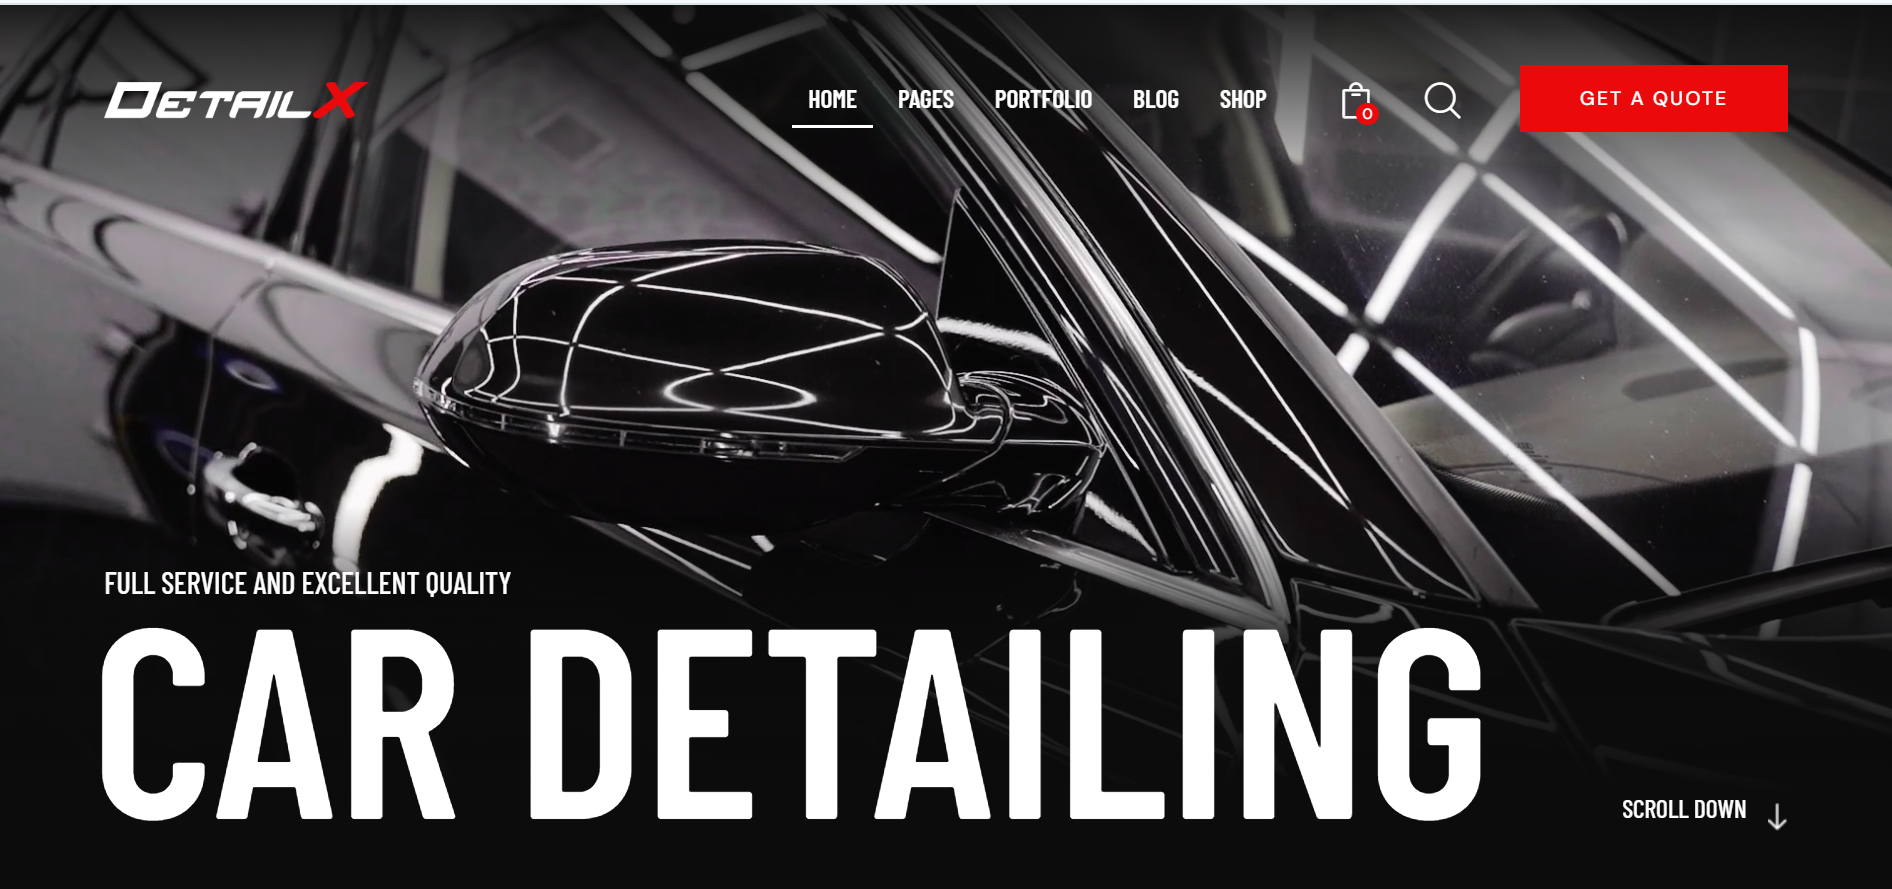 DETAILX
HOME PAGES PORTFOLIO BLOG SHOP 0 GET A QUOTE
FULL SERVICE AND EXCELLENT QUALITY
CAR DETAILING
SCROLL DOWN